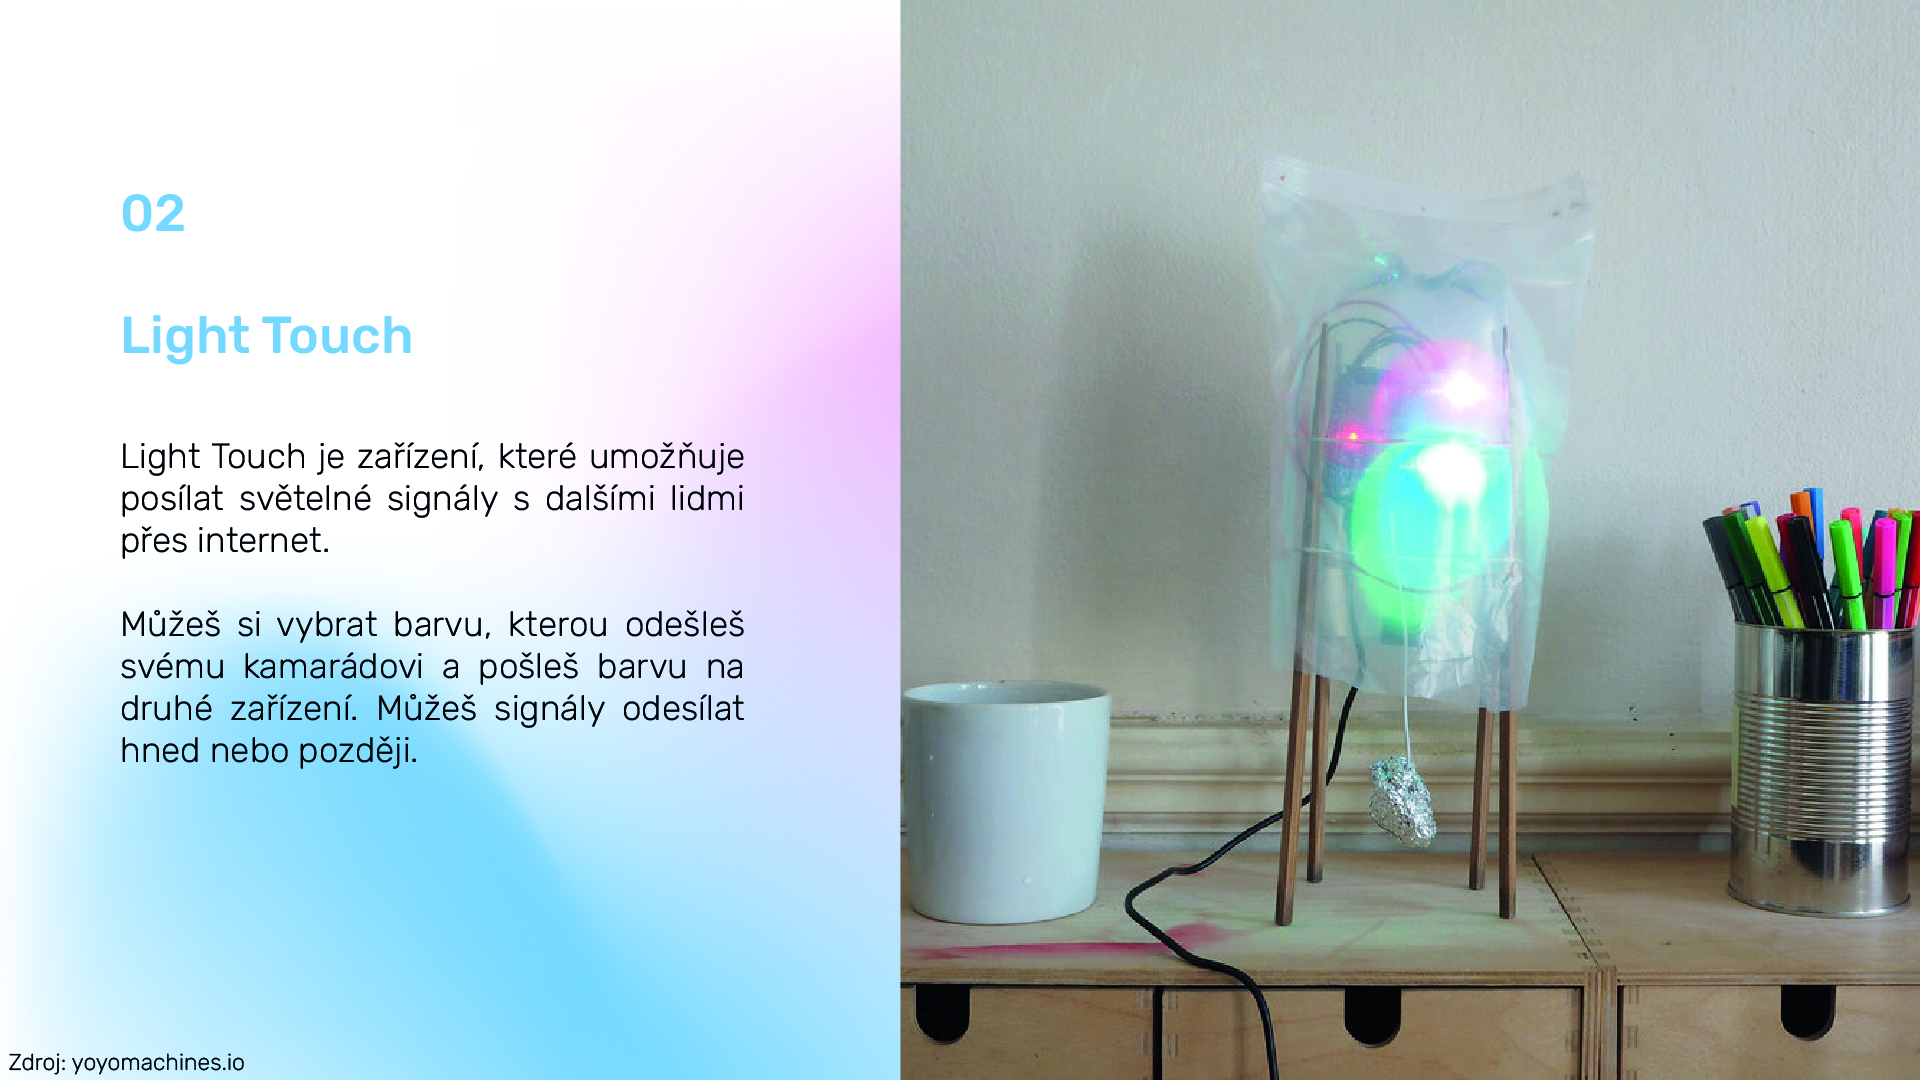 02
Light Touch
Light Touch je zařízení, které umožňuje
posílat světelné signály s dalšími lidmi
přes internet.
Můžeš si vybrat barvu, kterou odešleš
svému kamarádovi a pošleš barvu na
druhé zařízení. Můžeš signály odesílat
hned nebo později.
Zdroj: yoyomachines.io